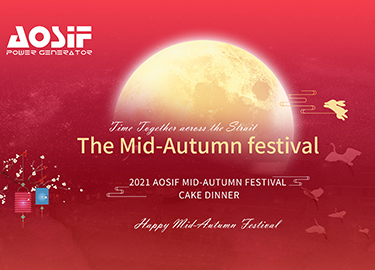 AOSIF
POWER GENERATOR
Time Together across the Strait
The Mid-Autumn festival
2021 AOSIF MID-AUTUMN FESTIVAL
CAKE DINNER
Happy Mid-Autumn Festival